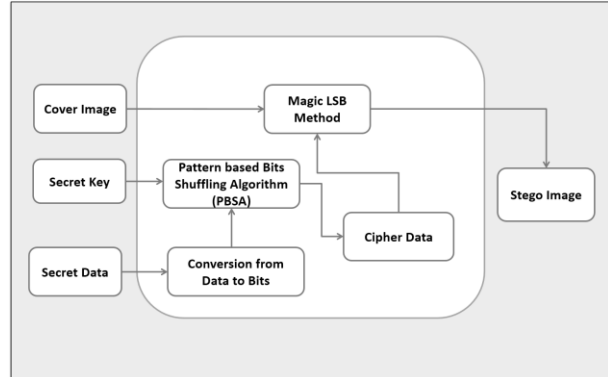 Cover Image
Magic LSB
Method
Secret Key
Pattern based Bits
Shuffling Algorithm
(PBSA)
Stego Image
Cipher Data
Secret Data
Conversion from
Data to Bits